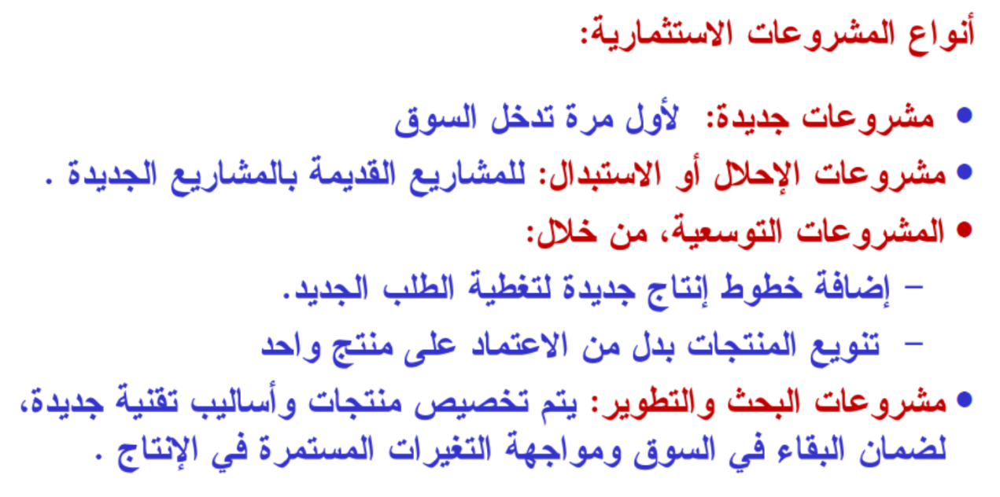 أنواع المشروعات الاستثمارية:
• مشروعات جديدة: لأول مرة تدخل السوق
• مشروعات الإحلال أو الاستبدال: للمشاريع القديمة بالمشاريع الجديدة .
• المشروعات التوسعية، من خلال:
– إضافة خطوط إنتاج جديدة لتغطية الطلب الجديد.
– تنويع المنتجات بدل من الاعتماد على منتج واحد
• مشروعات البحث والتطوير: يتم تخصيص منتجات وأساليب تقنية جديدة،
لضمان البقاء في السوق ومواجهة التغيرات المستمرة في الإنتاج .